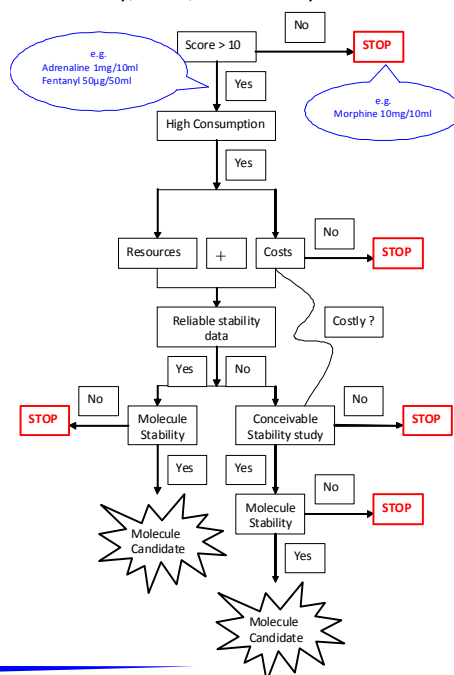 Score > 10
No
STOP
e.g.
Adrenaline 1mg/10ml
Fentanyl 50µg/50ml
e.g.
Morphine 10mg/10ml
Yes
High Consumption
Yes
Resources
+
Costs
No
STOP
Reliable stability
data
Costly ?
Yes
No
No
STOP
Molecule
Stability
Conceivable
Stability study
No
STOP
Yes
Yes
Molecule
Candidate
Molecule
Stability
No
STOP
Yes
Molecule
Candidate